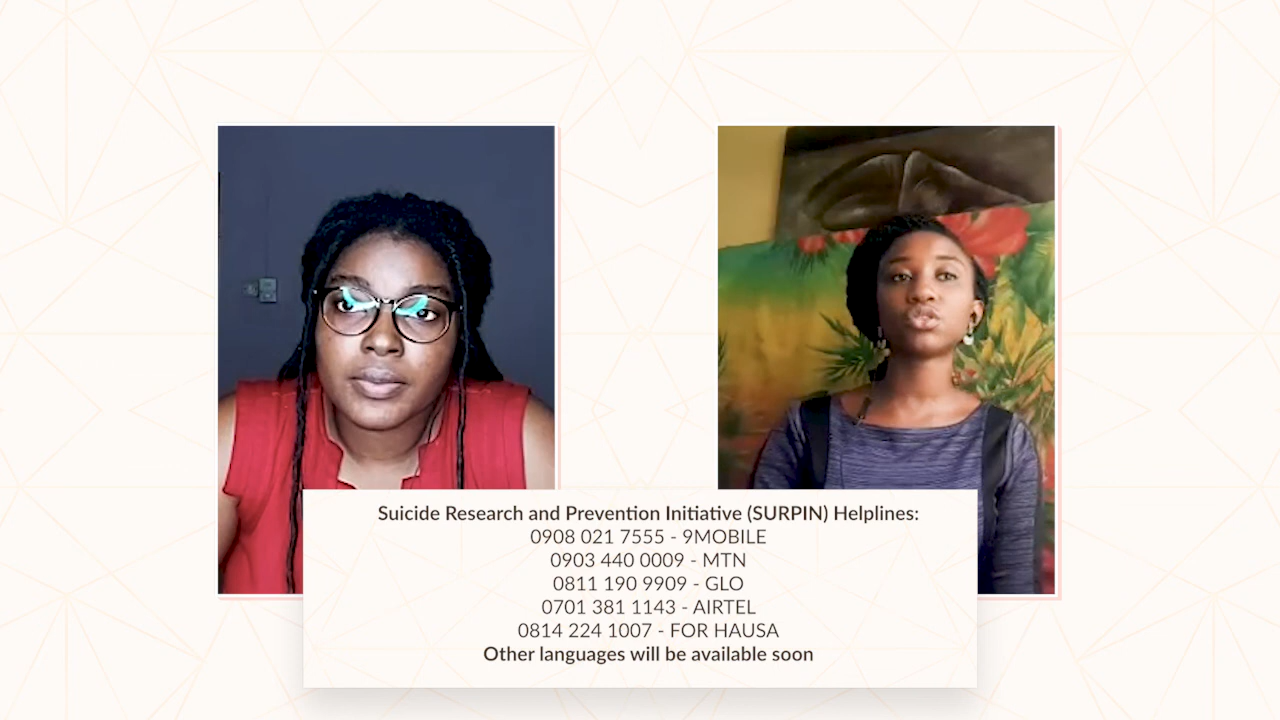 Suicide Research and Prevention Initiative (SURPIN) Helplines:
0908 021 7555 - 9MOBILE
0903 440 0009 - MTN
0811 190 9909 - GLO
0701 381 1143 - AIRTEL
0814 224 1007 - FOR HAUSA
Other languages will be available soon